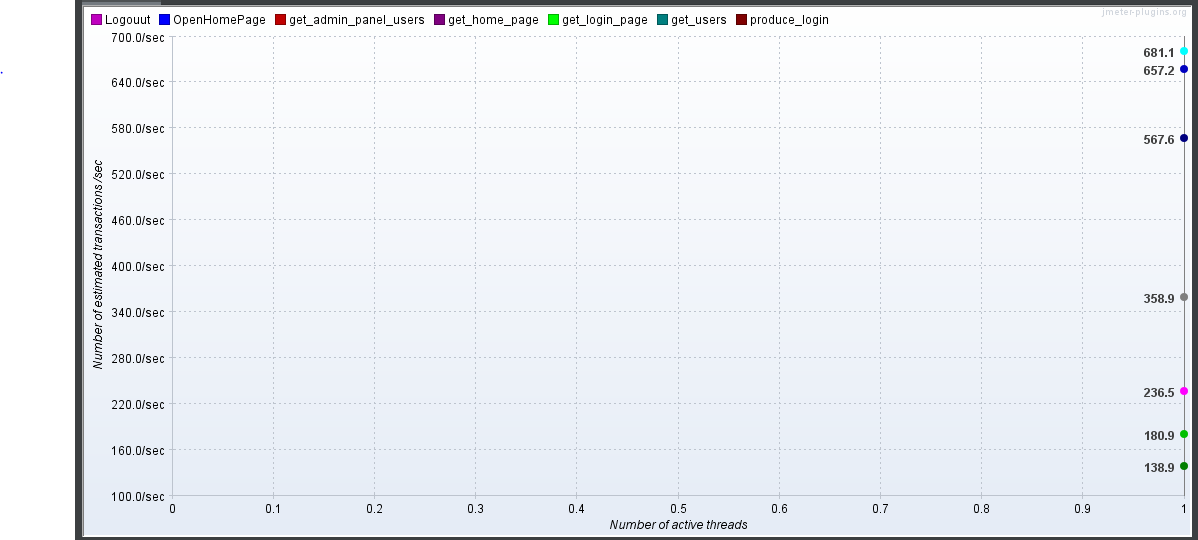 Logouut OpenHomePage get_admin_panel_users get_home_page get_login_page get_users produce_login
jmeter-plugins.org
700.0/sec
640.0/sec
580.0/sec
520.0/sec
460.0/sec
400.0/sec
340.0/sec
280.0/sec
220.0/sec
160.0/sec
100.0/sec
Number of estimated transactions /sec
681.1
657.2
567.6
358.9
236.5
180.9
138.9
0 0.1 0.2 0.3 0.4 0.5 0.6 0.7 0.8 0.9 1
Number of active threads